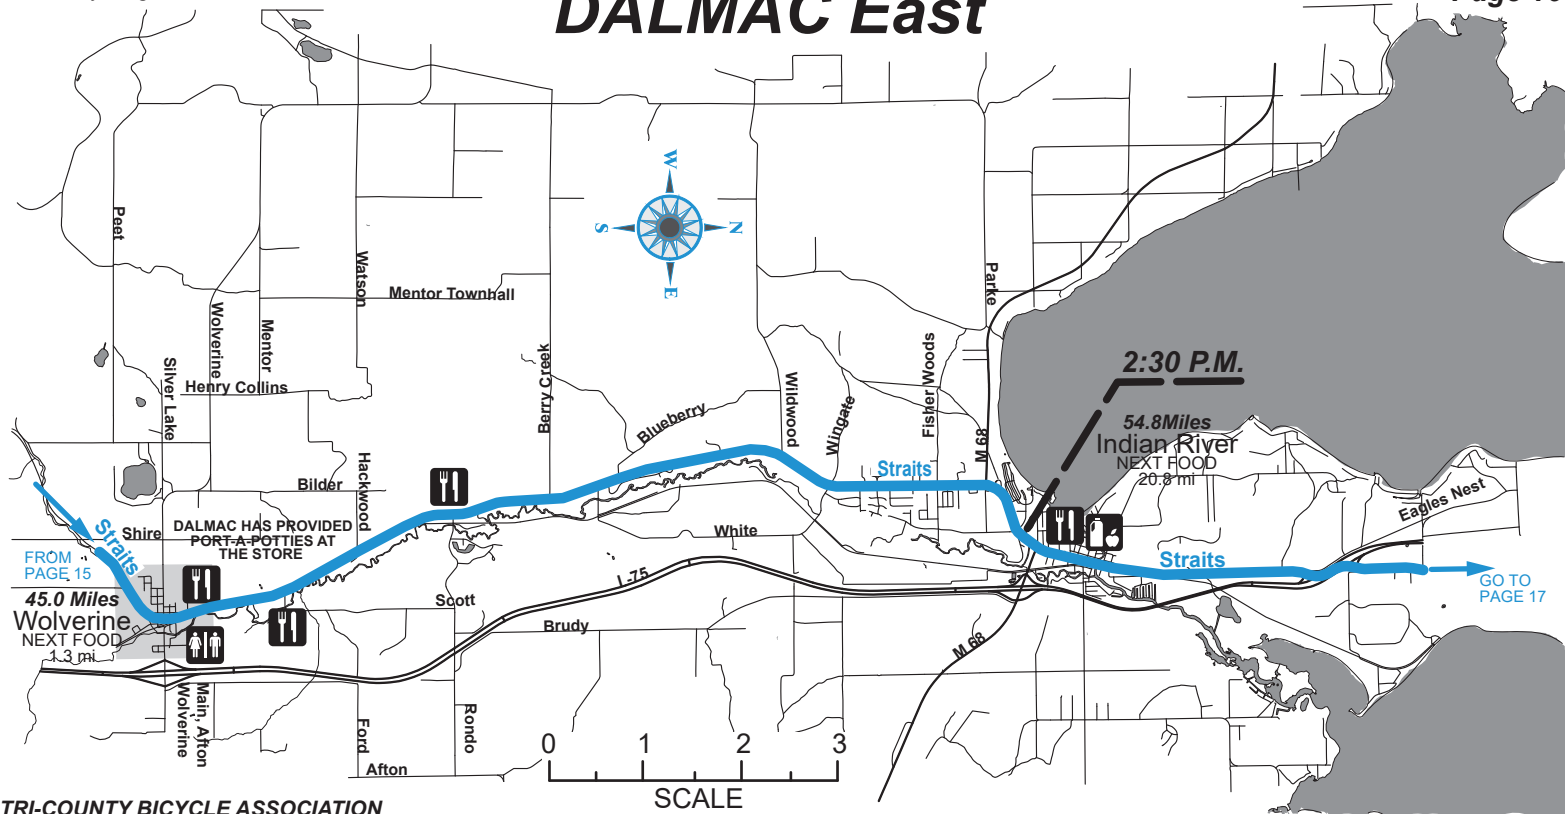 DALMAC East
Peet
Watson
Mentor Townhall
Wolverine
Mentor
Silver Lake
Henry Collins
Berry Creek
Blueberry
Wildwood
Wingate
Fisher Woods
Parke
M 68
W
N
S
E
2:30 P.M.
54.8Miles
Indian River
NEXT FOOD
20.8 mi
Straits
Eagles Nest
Hackwood
Bilder
Shire
DALMAC HAS PROVIDED
PORT-A-POTTIES AT
THE STORE
Straits
FROM
PAGE 15
45.0 Miles
Wolverine
NEXT FOOD
1.3 mi
White
I-75
Scott
Brudy
M 68
Straits
GO TO
PAGE 17
Main, Afton
Wolverine
Ford
Rondo
Afton
0 1 2 3
SCALE
TRI-COUNTY BICYCLE ASSOCIATION